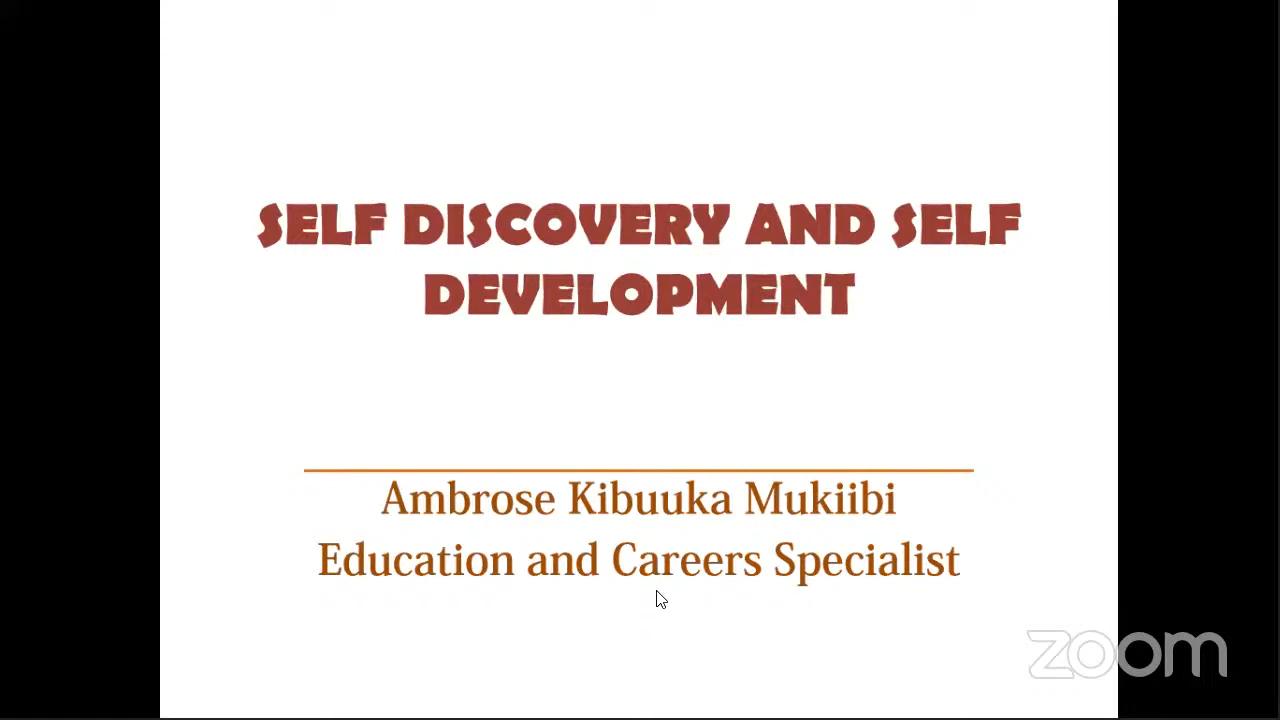 SELF DISCOVERY AND SELF
DEVELOPMENT
Ambrose Kibuuka Mukiibi
Education and Careers Specialist
zoom